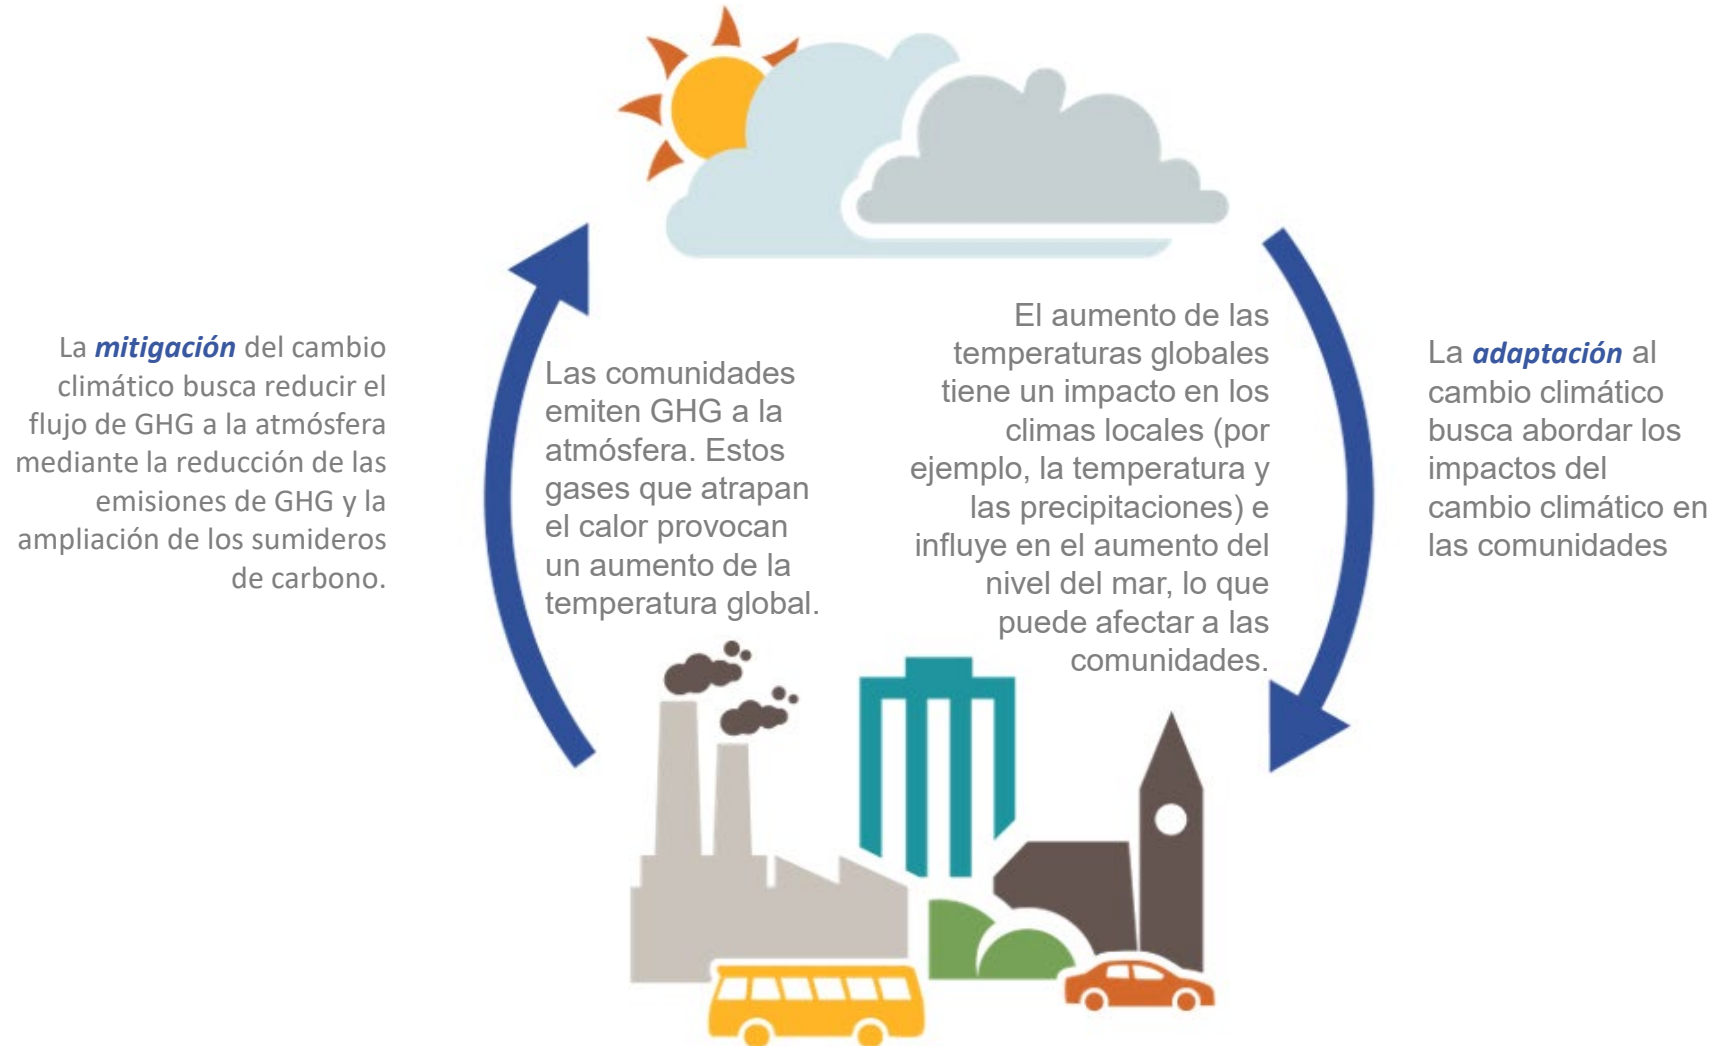 La mitigación del cambio
climático busca reducir el
flujo de GHG a la atmósfera
mediante la reducción de las
emisiones de GHG y la
ampliación de los sumideros
de carbono.
Las comunidades
emiten GHG a la
atmósfera. Estos
gases que atrapan
el calor provocan
un aumento de la
temperatura global.
El aumento de las
temperaturas globales
tiene un impacto en los
climas locales (por
ejemplo, la temperatura y
las precipitaciones) e
influye en el aumento del
nivel del mar, lo que
puede afectar a las
comunidades.
La adaptación al
cambio climático
busca abordar los
impactos del
cambio climático en
las comunidades